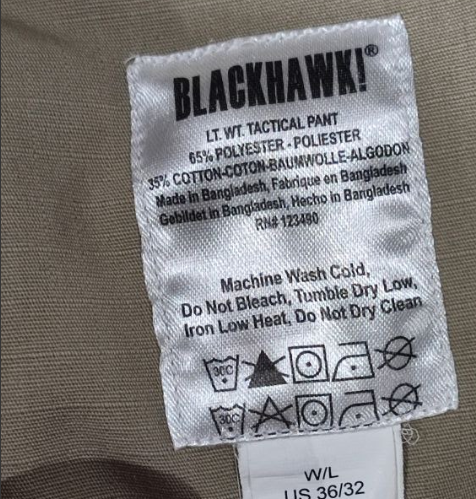 BLACKHAWK!®
LT. WT. TACTICAL PANT
65% POLYESTER - POLIESTER
35% COTTON-COTON-BAUMWOLLE-ALGODON
Made in Bangladesh, Fabrique en Bangladesh
Gebildet in Bangladesh, Hecho in Bangladesh
RN# 123490
Machine Wash Cold,
Do Not Bleach, Tumble Dry Low,
Iron Low Heat, Do Not Dry Clean
30C
30C
W/L
US 36/32